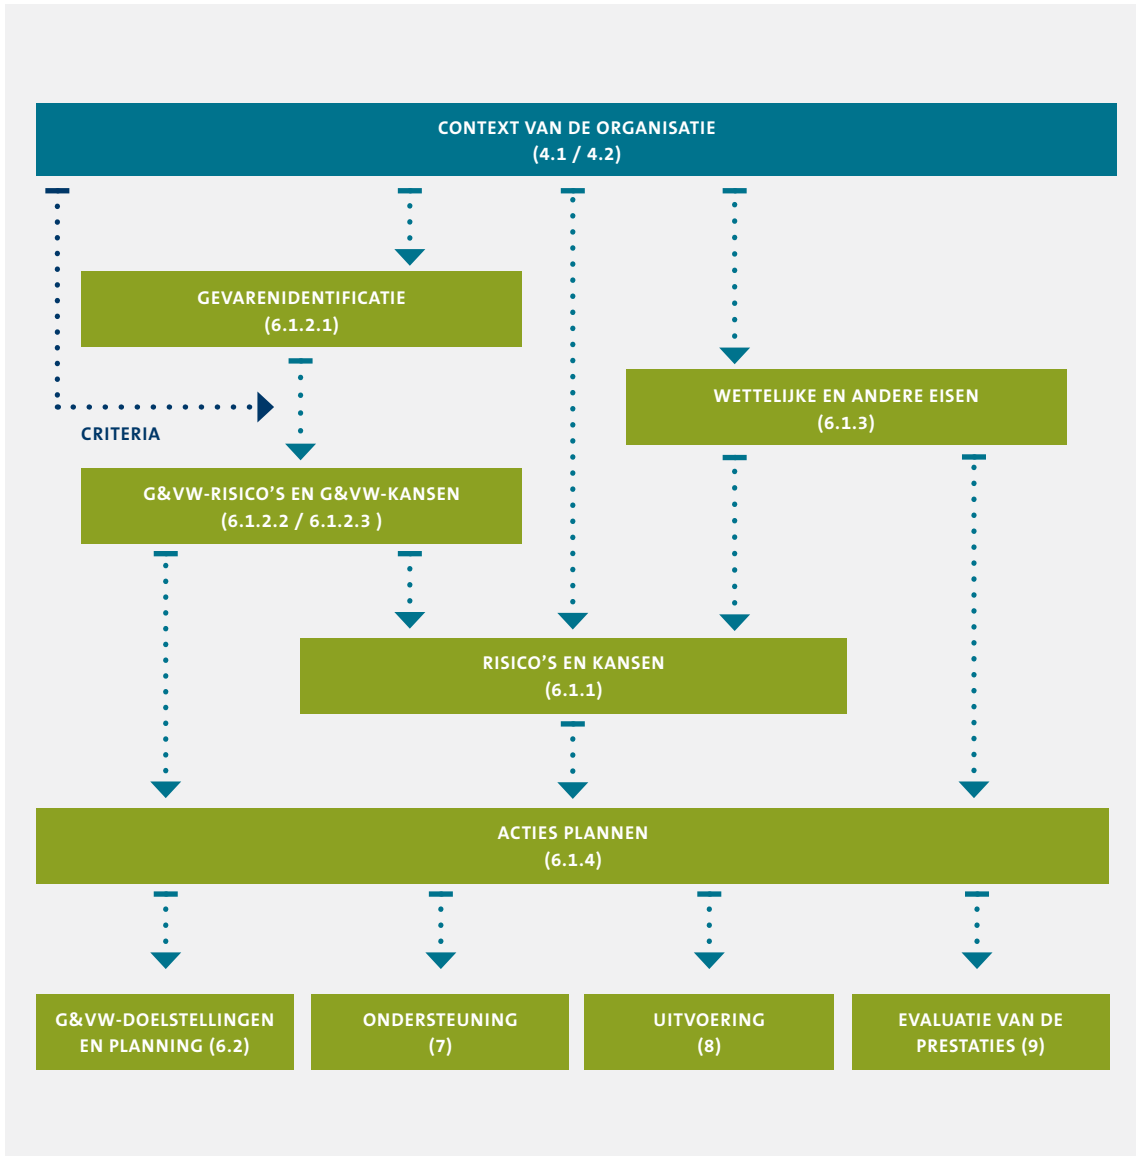 CONTEXT VAN DE ORGANISATIE
(4.1 / 4.2)
GEVARENIDENTIFICATIE
(6.1.2.1)
WETTELIJKE EN ANDERE EISEN
(6.1.3)
CRITERIA
G&VW-RISICO’S EN G&VW-KANSEN
(6.1.2.2 / 6.1.2.3 )
RISICO’S EN KANSEN
(6.1.1)
ACTIES PLANNEN
(6.1.4)
G&VW-DOELSTELLINGEN
EN PLANNING (6.2)
ONDERSTEUNING
(7)
UITVOERING
(8)
EVALUATIE VAN DE
PRESTATIES (9)